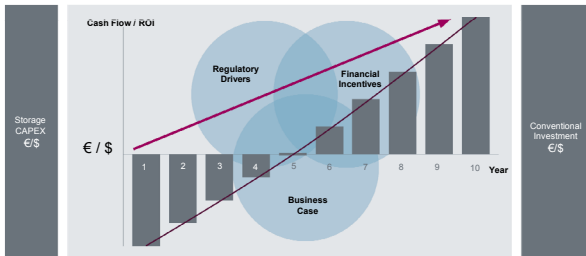 Cash Flow / ROI
Regulatory
Drivers
Financial
Incentives
Storage
CAPEX
€/$
€ / $
Conventional
Investment
€/$
1 2 3 4 5 6 7 8 9 10 Year
Business
Case